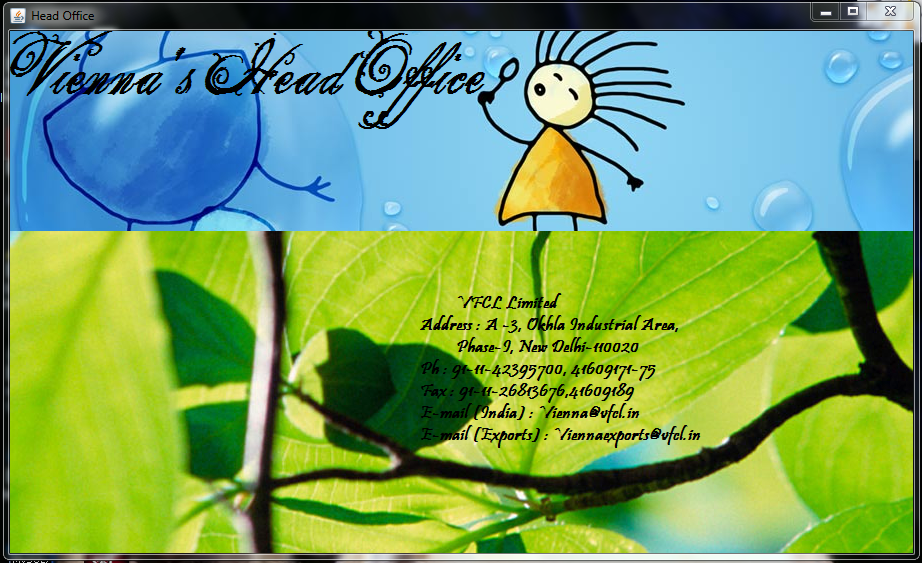 Head Office
Vienna's Head Office
VFCL Limited
Address : A -3, Okhla Industrial Area,
Phase-I, New Delhi-110020
Ph : 91-11-42395700, 41609171-75
Fax : 91-11-26813676,41609189
E-mail (India) : Vienna@vfcl.in
E-mail (Exports) : Viennaexports@vfcl.in